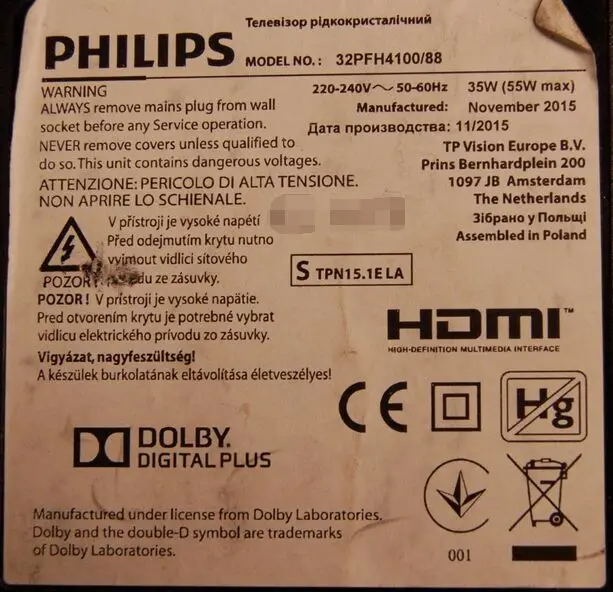 Телевізор рідкокристалічний
PHILIPS MODEL NO.: 32PFH4100/88
WARNING
ALWAYS remove mains plug from wall
socket before any Service operation.
NEVER remove covers unless qualified to
do so. This unit contains dangerous voltages.
ATTENZIONE: PERICOLO DI ALTA TENSIONE.
NON APRIRE LO SCHIENALE.
220-240V～ 50-60Hz 35W (55W max)
Manufactured: November 2015
Дата производства: 11/2015
TP Vision Europe B.V.
Prins Bernhardplein 200
1097 JB Amsterdam
The Netherlands
Зібрано у Польщі
Assembled in Poland
V přístroji je vysoké napětí
Před odejmutím krytu nutno
vyjmout vidlici síťového
POZOR du ze zásuvky.
POZOR! V prístroji je vysoké napätie.
Pred otvorením krytu je potrebné vybrat
vidlicu elektrického prívodu zo zásuvky.
Vigyázat, nagyfeszültség!
A készülek burkolatának eltávolítása életveszélyes!
S TPN15.1E LA
HDMI™
HIGH-DEFINITION MULTIMEDIA INTERFACE
CE
Hg
DOLBY.
DIGITAL PLUS
Manufactured under license from Dolby Laboratories.
Dolby and the double-D symbol are trademarks
of Dolby Laboratories.
001